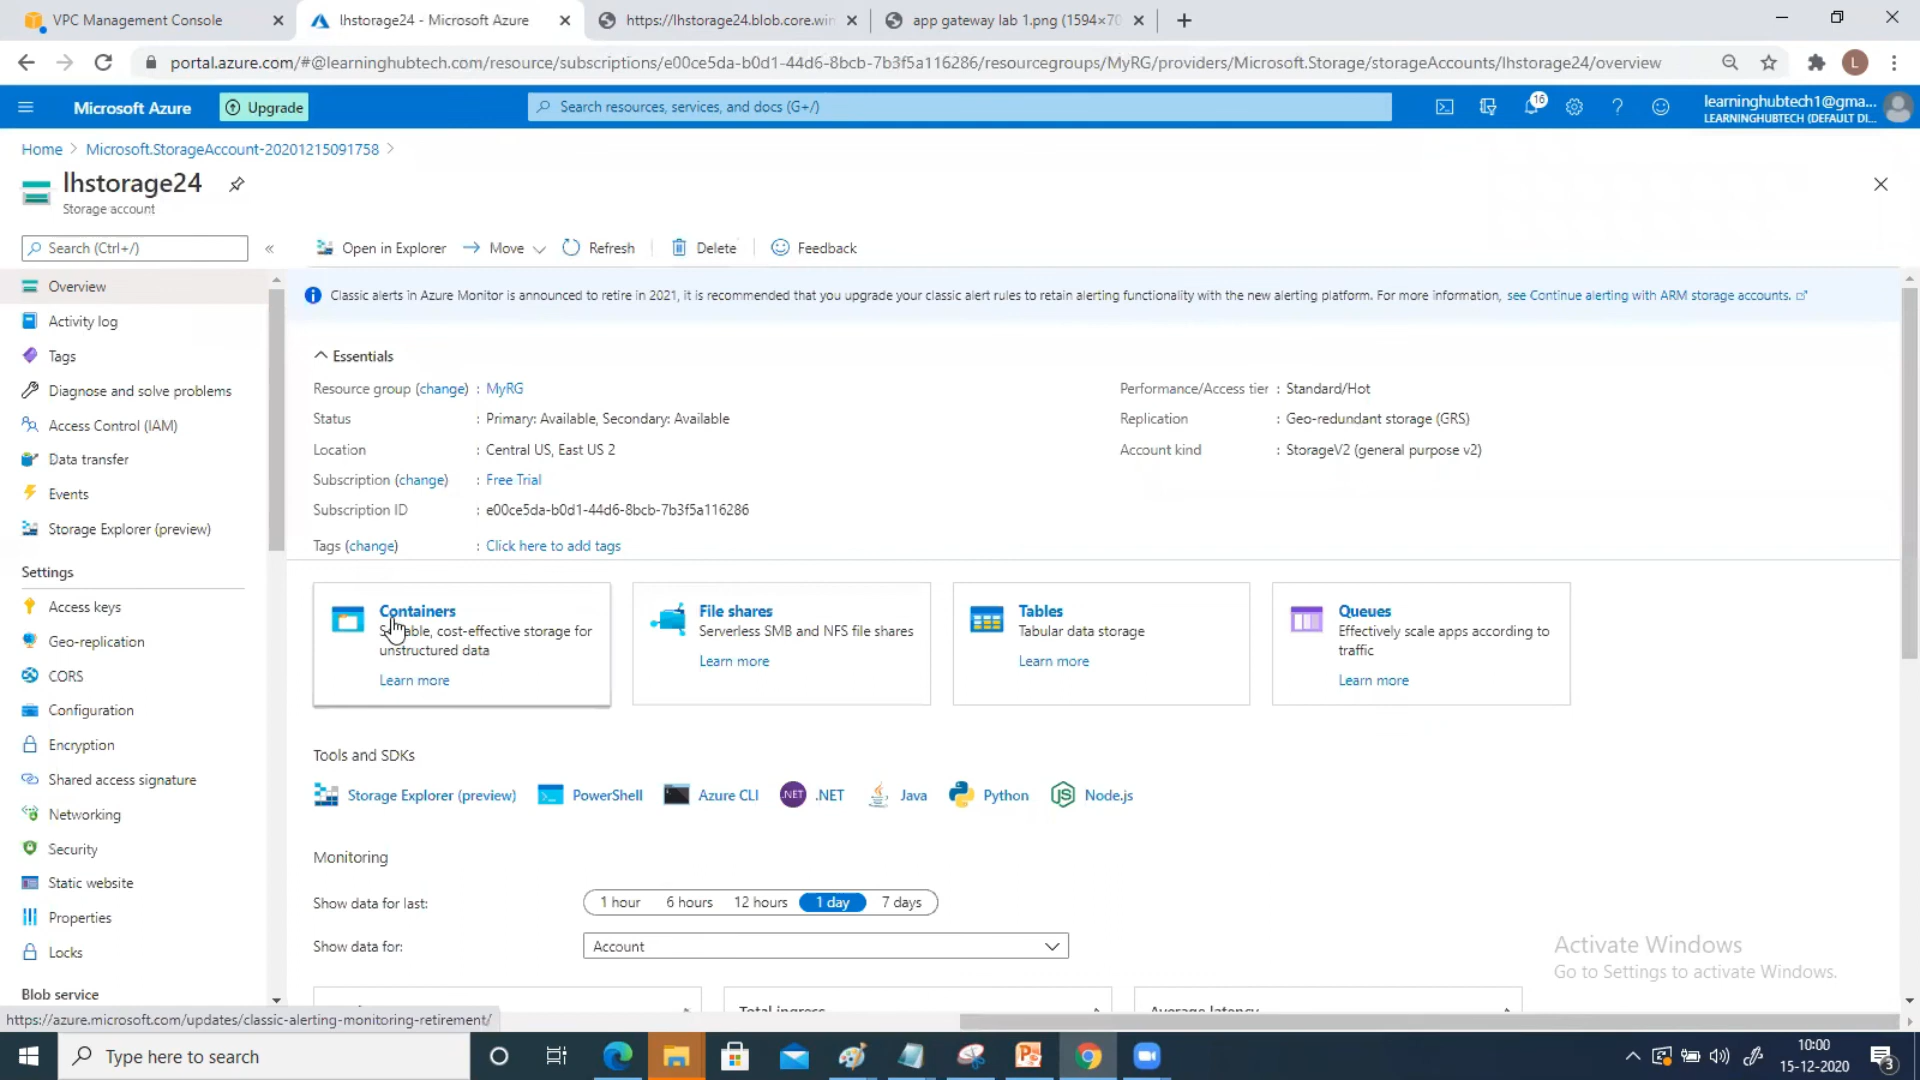 VPC Management Console
lhstorage24 - Microsoft Azure
https://lhstorage24.blob.core.win
app gateway lab 1.png (1594×70
portal.azure.com/#@learninghubtech.com/resource/subscriptions/e00ce5da-b0d1-44d6-8bcb-7b3f5a116286/resourcegroups/MyRG/providers/Microsoft.Storage/storageAccounts/lhstorage24/overview
L
Microsoft Azure
Upgrade
Search resources, services, and docs (G+/)
16
learninghubtech1@gma...
LEARNINGHUBTECH (DEFAULT DI...
Home > Microsoft.StorageAccount-20201215091758 >
lhstorage24
Storage account
Search (Ctrl+/)
«
Open in Explorer
Move
Refresh
Delete
Feedback
Overview
Activity log
Tags
Diagnose and solve problems
Access Control (IAM)
Data transfer
Events
Storage Explorer (preview)
Settings
Access keys
Geo-replication
CORS
Configuration
Encryption
Shared access signature
Networking
Security
Static website
Properties
Locks
Blob service
Classic alerts in Azure Monitor is announced to retire in 2021, it is recommended that you upgrade your classic alert rules to retain alerting functionality with the new alerting platform. For more information, see Continue alerting with ARM storage accounts.
Essentials
Resource group (change) : MyRG
Status : Primary: Available, Secondary: Available
Location : Central US, East US 2
Subscription (change) : Free Trial
Subscription ID : e00ce5da-b0d1-44d6-8bcb-7b3f5a116286
Tags (change) : Click here to add tags
Performance/Access tier : Standard/Hot
Replication : Geo-redundant storage (GRS)
Account kind : StorageV2 (general purpose v2)
Containers
cost-effective storage for
unstructured data
Learn more
File shares
Serverless SMB and NFS file shares
Learn more
Tables
Tabular data storage
Learn more
Queues
Effectively scale apps according to
traffic
Learn more
Tools and SDKs
Storage Explorer (preview)
PowerShell
Azure CLI
NET
.NET
Java
Python
JS
Node.js
Monitoring
Show data for last:
1 hour
6 hours
12 hours
1 day
7 days
Show data for:
Account
Total ingress
Average latency
Activate Windows
Go to Settings to activate Windows.
https://azure.microsoft.com/updates/classic-alerting-monitoring-retirement/
Type here to search
10:00
15-12-2020
3